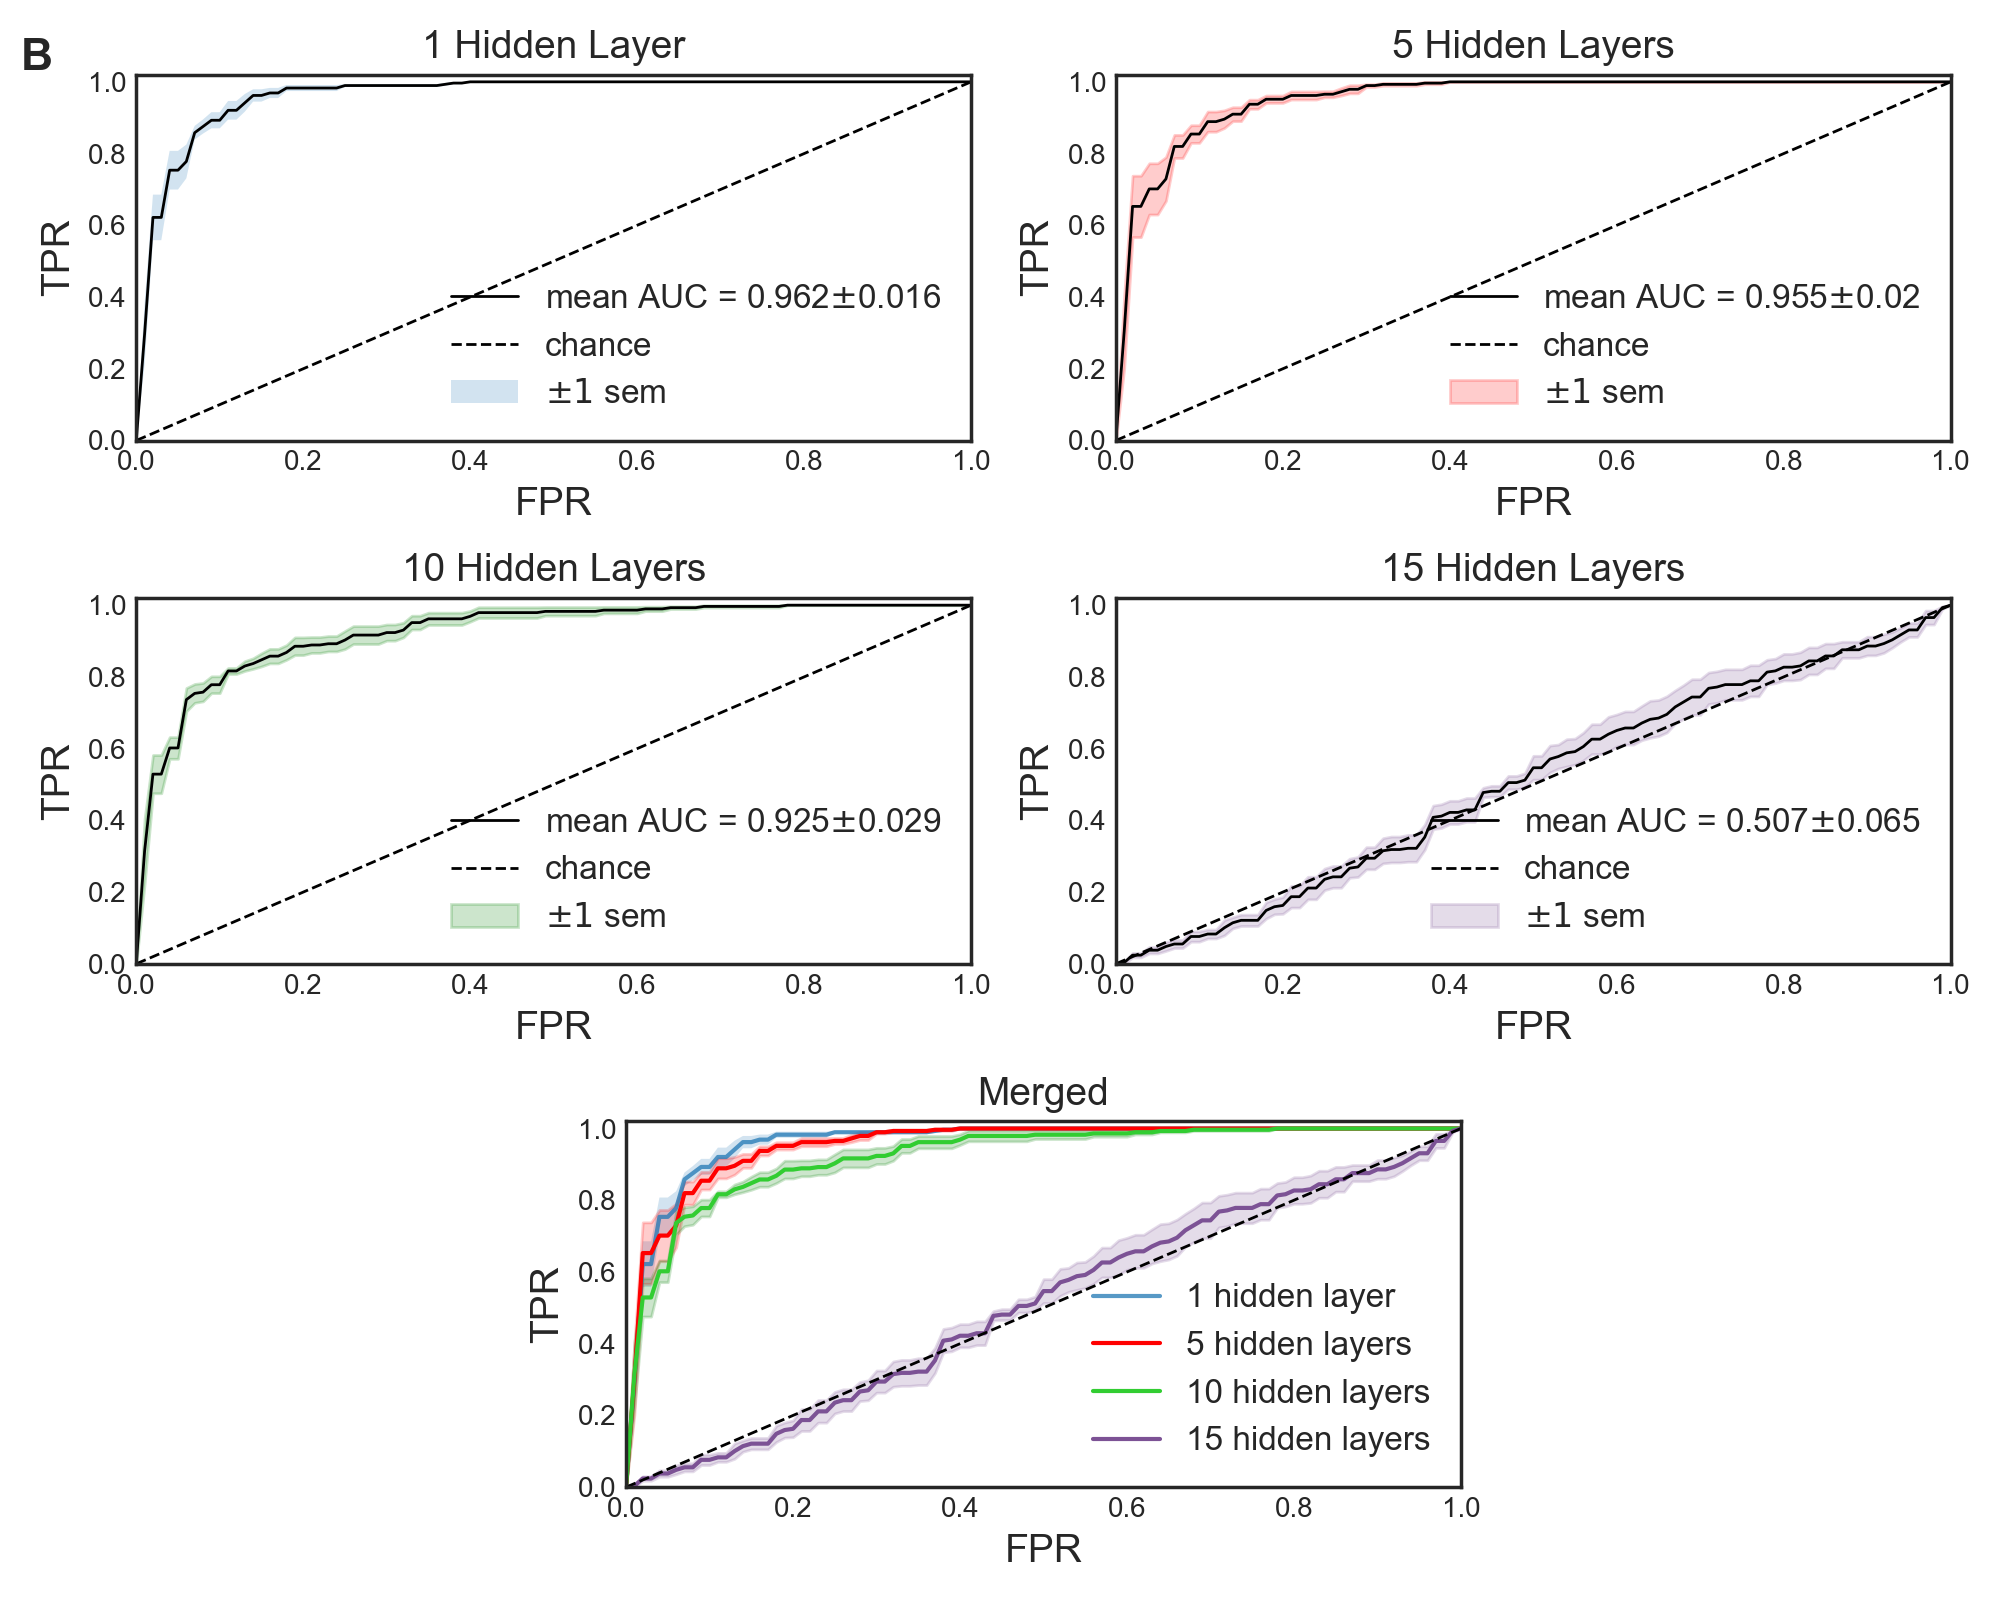 B
1 Hidden Layer
1.0
0.8
0.6
0.4
0.2
0.0
TPR
mean AUC = 0.962±0.016
chance
±1 sem
0.0 0.2 0.4 0.6 0.8 1.0
FPR
5 Hidden Layers
1.0
0.8
0.6
0.4
0.2
0.0
TPR
mean AUC = 0.955±0.02
chance
±1 sem
0.0 0.2 0.4 0.6 0.8 1.0
FPR
10 Hidden Layers
1.0
0.8
0.6
0.4
0.2
0.0
TPR
mean AUC = 0.925±0.029
chance
±1 sem
0.0 0.2 0.4 0.6 0.8 1.0
FPR
15 Hidden Layers
1.0
0.8
0.6
0.4
0.2
0.0
TPR
mean AUC = 0.507±0.065
chance
±1 sem
0.0 0.2 0.4 0.6 0.8 1.0
FPR
Merged
1.0
0.8
0.6
0.4
0.2
0.0
TPR
1 hidden layer
5 hidden layers
10 hidden layers
15 hidden layers
0.0 0.2 0.4 0.6 0.8 1.0
FPR